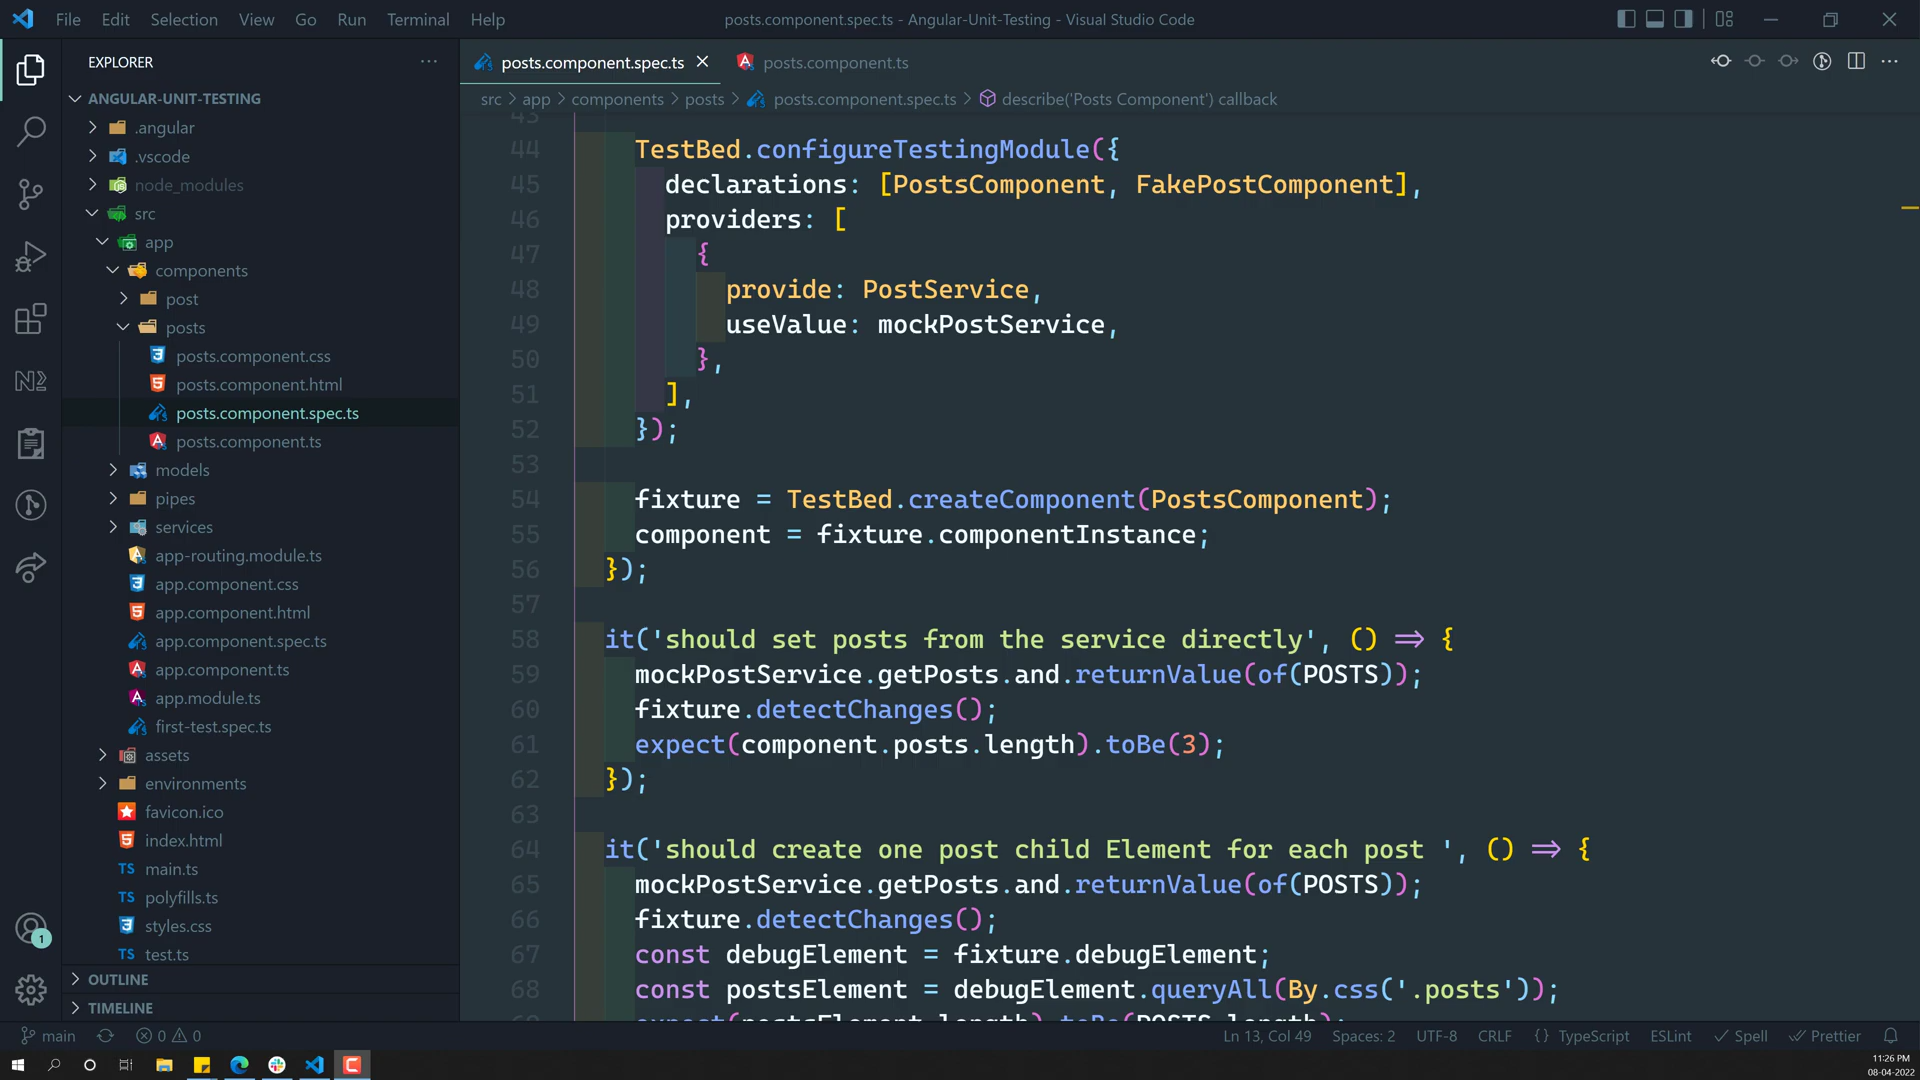 File Edit Selection View Go Run Terminal Help
posts.component.spec.ts - Angular-Unit-Testing - Visual Studio Code
EXPLORER
ANGULAR-UNIT-TESTING
.angular
.vscode
node_modules
src
app
components
post
posts
posts.component.css
posts.component.html
posts.component.spec.ts
posts.component.ts
models
pipes
services
app-routing.module.ts
app.component.css
app.component.html
app.component.spec.ts
app.component.ts
app.module.ts
first-test.spec.ts
assets
environments
favicon.ico
index.html
main.ts
polyfills.ts
styles.css
test.ts
OUTLINE
TIMELINE
posts.component.spec.ts posts.component.ts
src > app > components > posts > posts.component.spec.ts > describe('Posts Component') callback
43
44 TestBed.configureTestingModule({
45 declarations: [PostsComponent, FakePostComponent],
46 providers: [
47 {
48 provide: PostService,
49 useValue: mockPostService,
50 },
51 ],
52 });
53
54 fixture = TestBed.createComponent(PostsComponent);
55 component = fixture.componentInstance;
56 });
57
58 it('should set posts from the service directly', () => {
59 mockPostService.getPosts.and.returnValue(of(POSTS));
60 fixture.detectChanges();
61 expect(component.posts.length).toBe(3);
62 });
63
64 it('should create one post child Element for each post ', () => {
65 mockPostService.getPosts.and.returnValue(of(POSTS));
66 fixture.detectChanges();
67 const debugElement = fixture.debugElement;
68 const postsElement = debugElement.queryAll(By.css('.posts'));
69 expect(postsElement.length).toBe(POSTS.length);
1
main 0 0 Ln 13, Col 49 Spaces: 2 UTF-8 CRLF {} TypeScript ESLint Spell Prettier
11:26 PM
08-04-2022